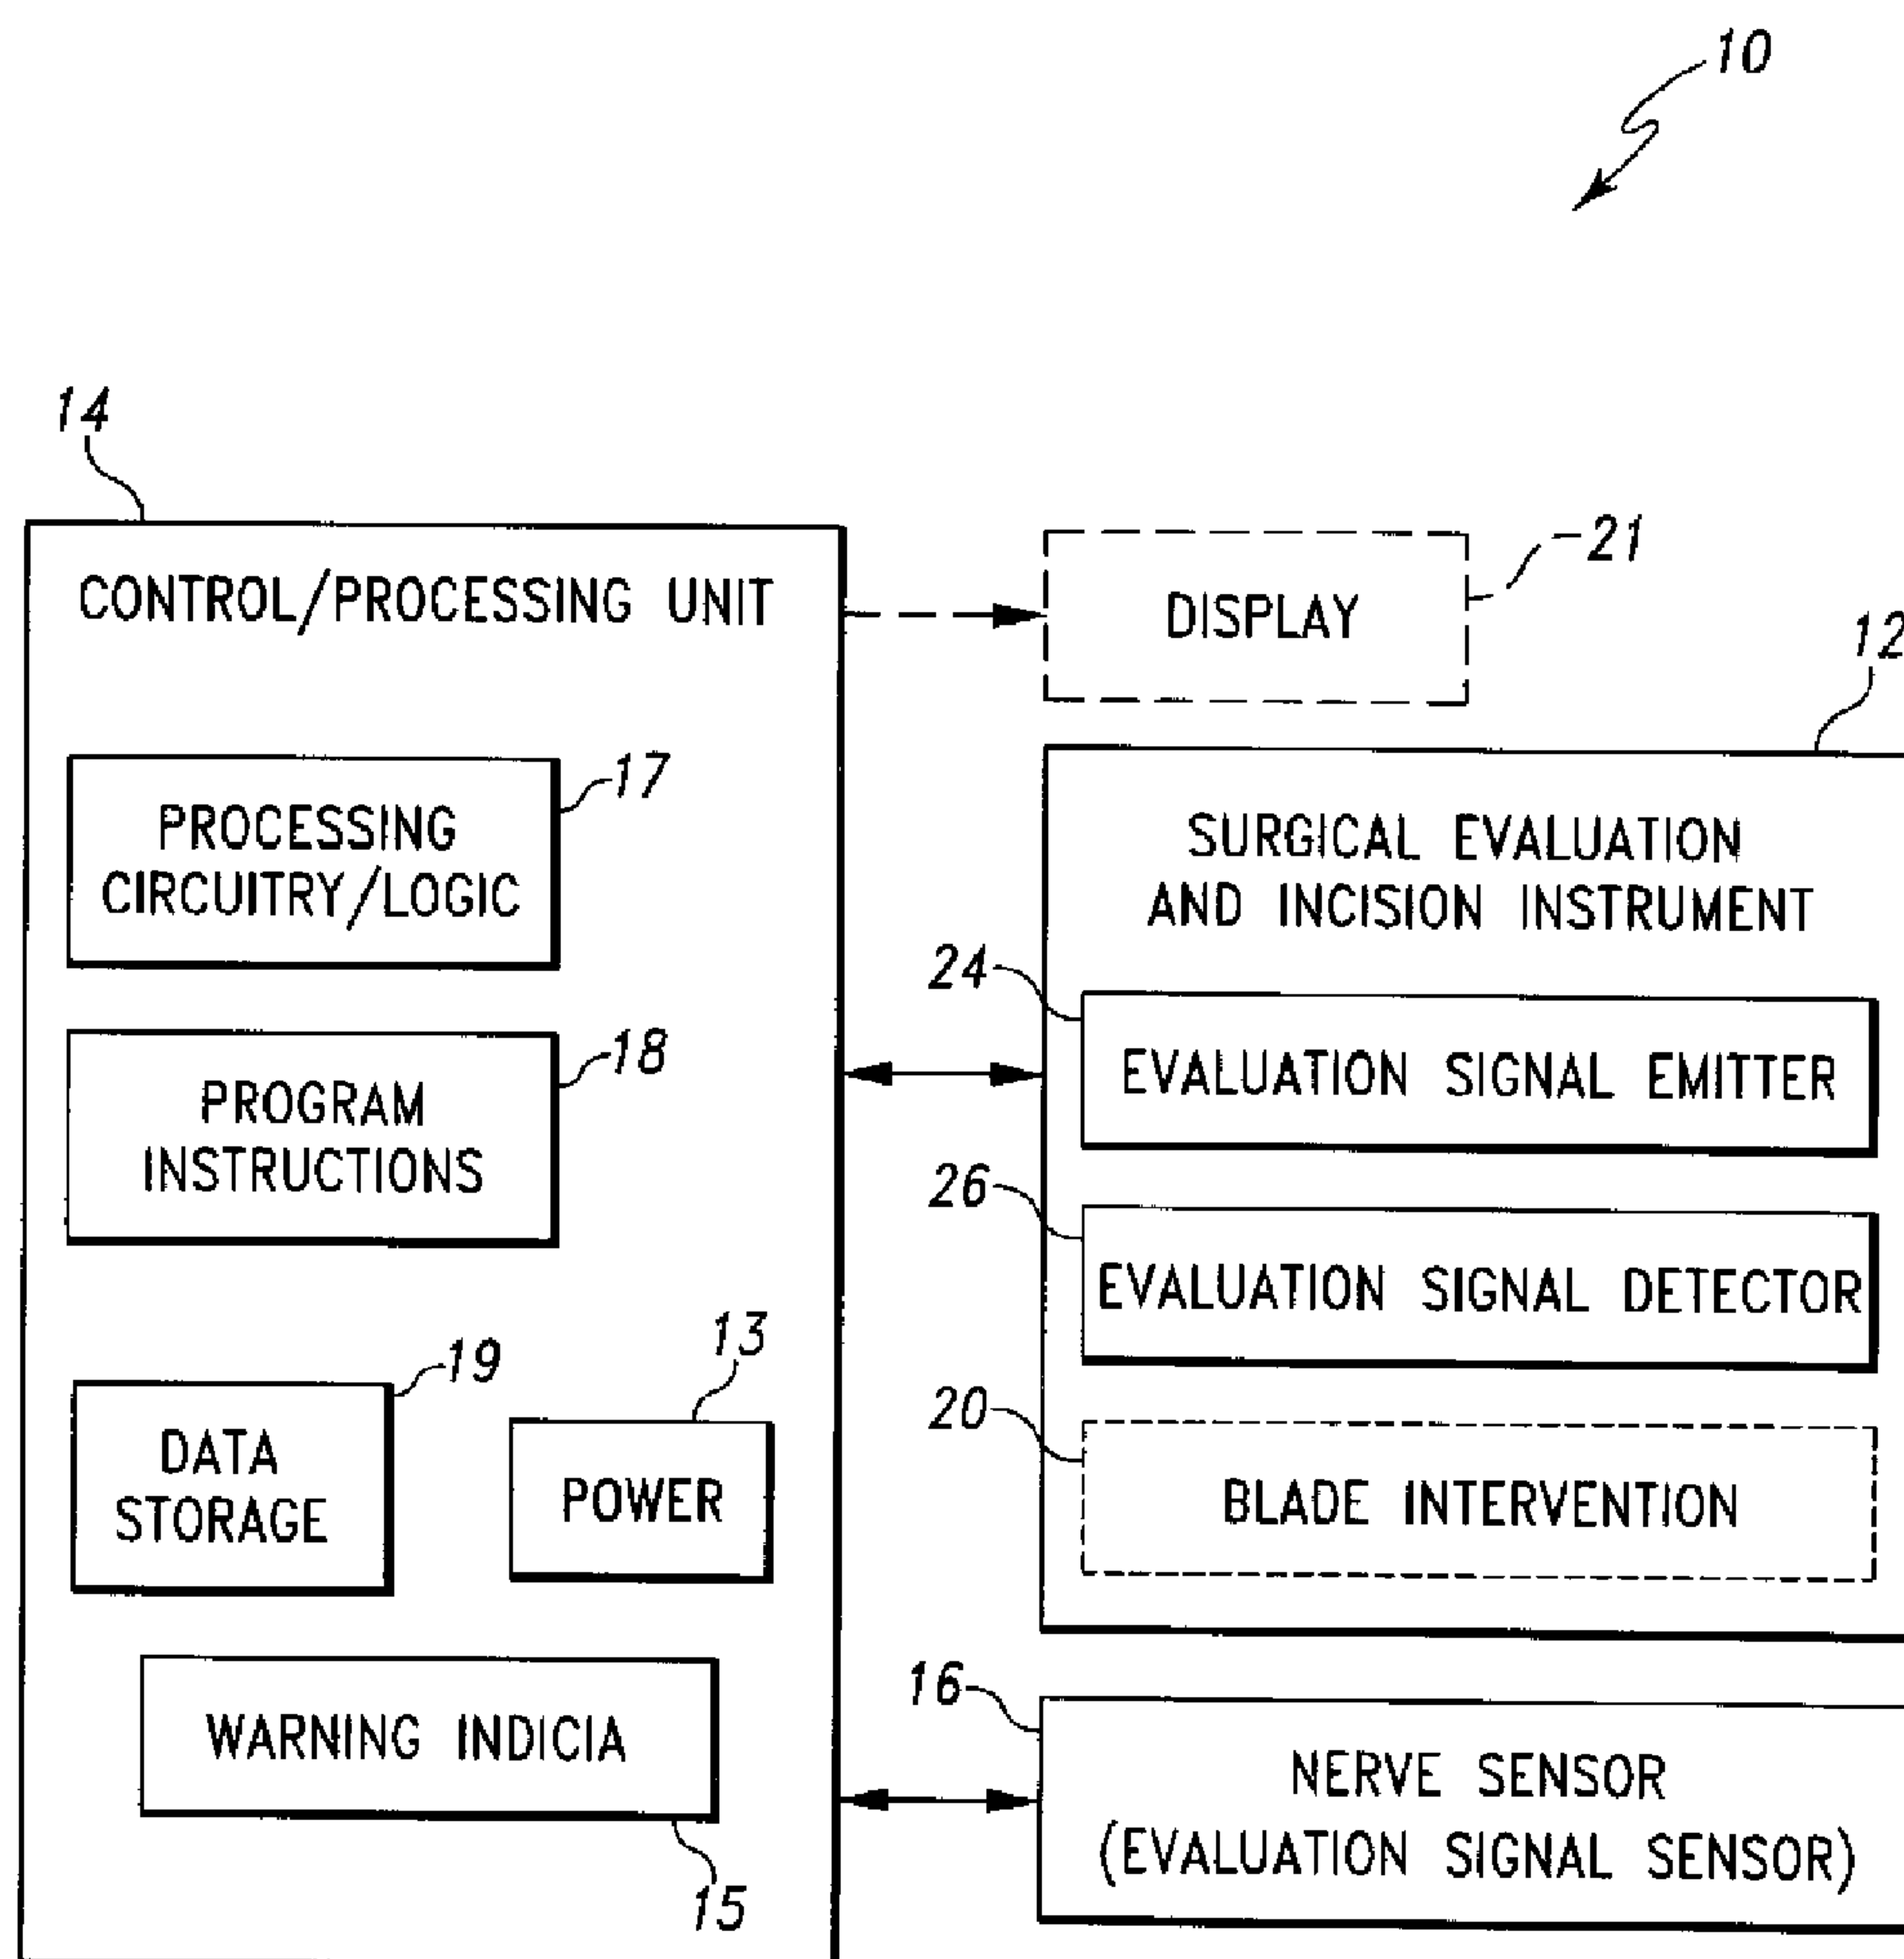 10
14
CONTROL/PROCESSING UNIT
17
PROCESSING
CIRCUITRY/LOGIC
18
PROGRAM
INSTRUCTIONS
19
DATA
STORAGE
13
POWER
WARNING INDICIA
15
21
DISPLAY
12
SURGICAL EVALUATION
AND INCISION INSTRUMENT
24
EVALUATION SIGNAL EMITTER
26
EVALUATION SIGNAL DETECTOR
20
BLADE INTERVENTION
16
NERVE SENSOR
(EVALUATION SIGNAL SENSOR)